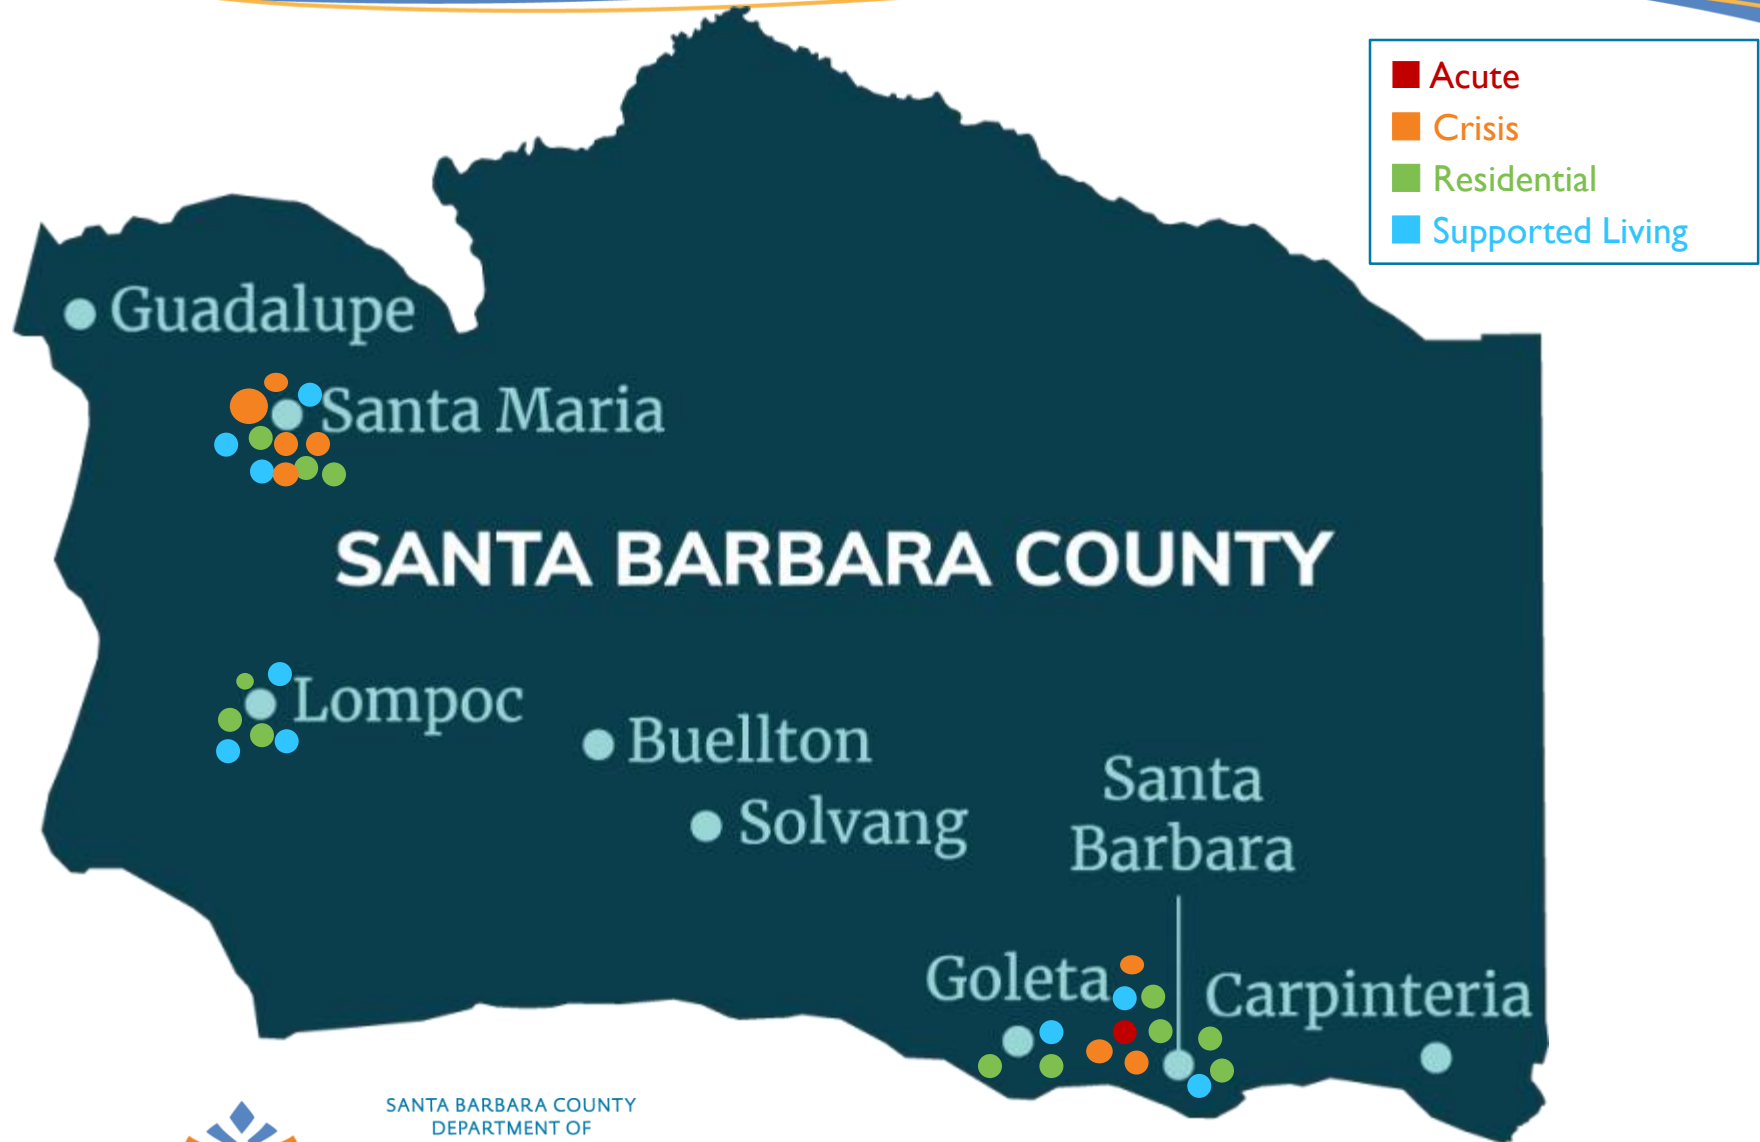 Acute
Crisis
Residential
Supported Living
Guadalupe
Santa Maria
SANTA BARBARA COUNTY
Lompoc
Buellton
Solvang
Santa
Barbara
Goleta
Carpinteria
SANTA BARBARA COUNTY
DEPARTMENT OF